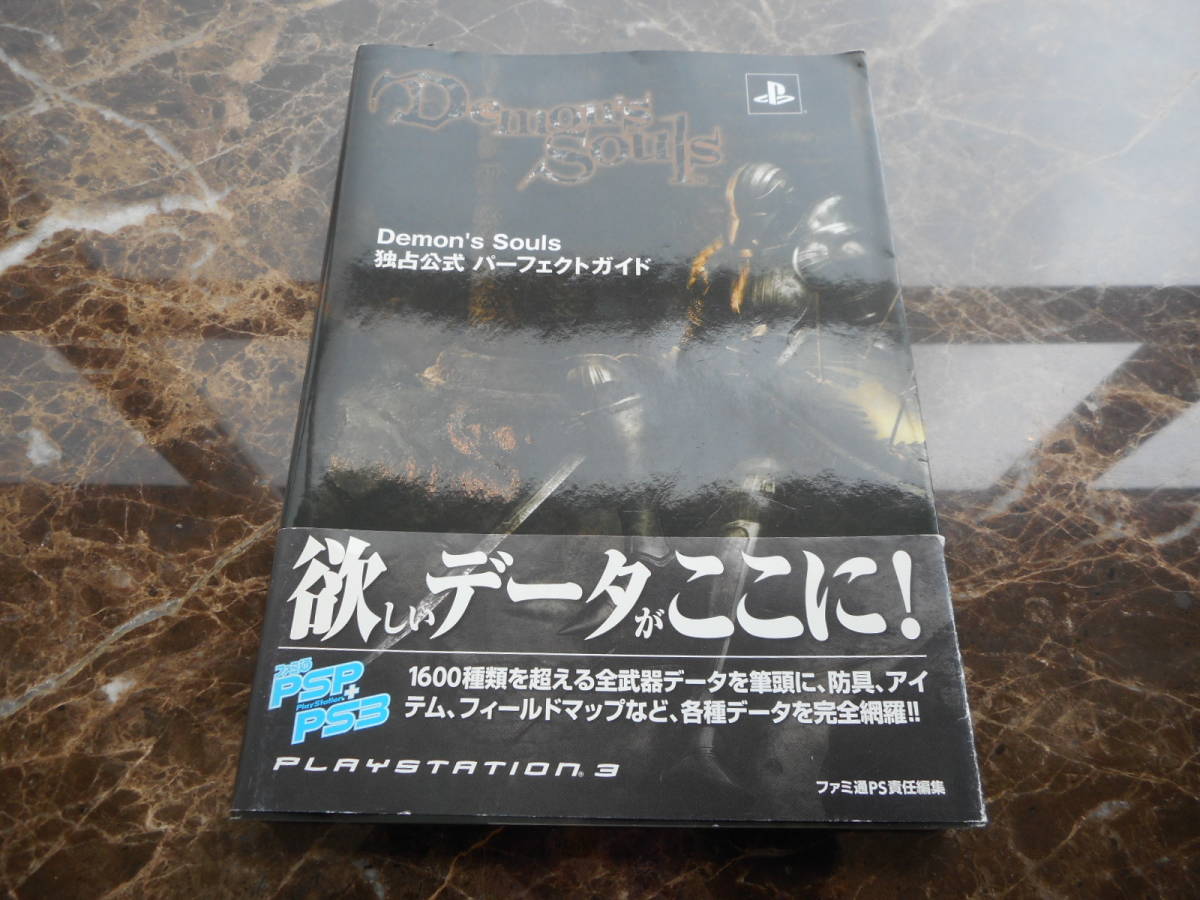 Demon's
Souls
Demon's Souls
独占公式 パーフェクトガイド
欲しいデータがここに!
ファミ通
PSP+
PlayStation
PS3
1600種類を超える全武器データを筆頭に、防具、アイ
テム、フィールドマップなど、各種データを完全網羅!!
PLAYSTATION 3
ファミ通PS責任編集